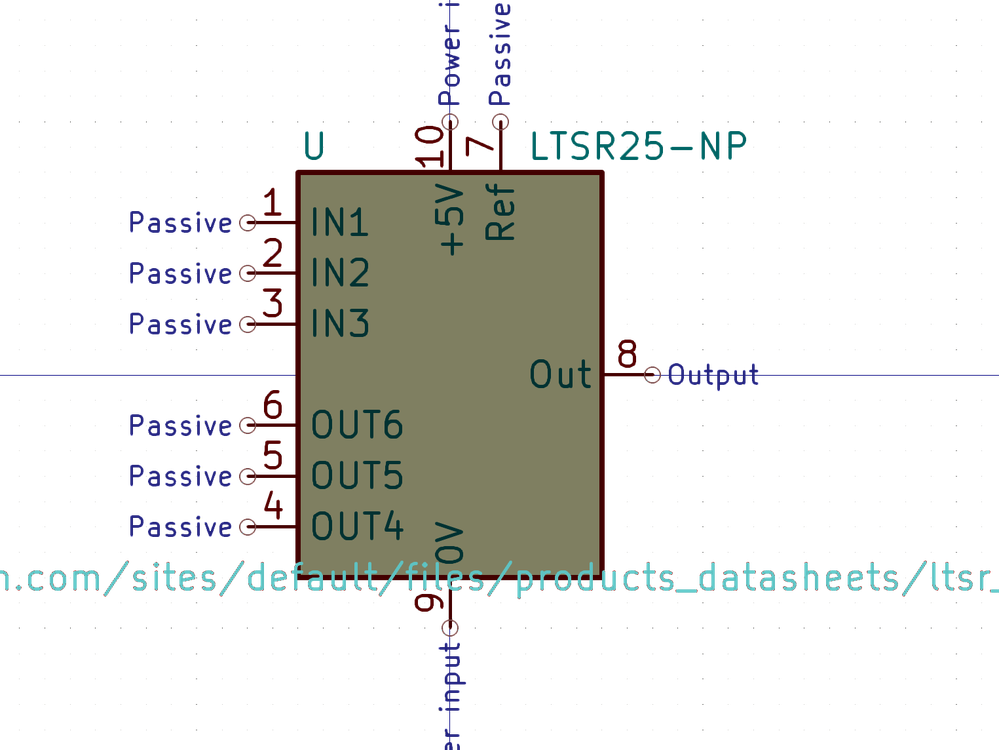 Power i
Passive
U
10
7
LTSR25-NP
+5V
Ref
Passive
1
IN1
Passive
2
IN2
Passive
3
IN3
Out
8
Output
Passive
6
OUT6
Passive
5
OUT5
Passive
4
OUT4
0V
n.com/sites/default/files/products_datasheets/ltsr_
9
er input